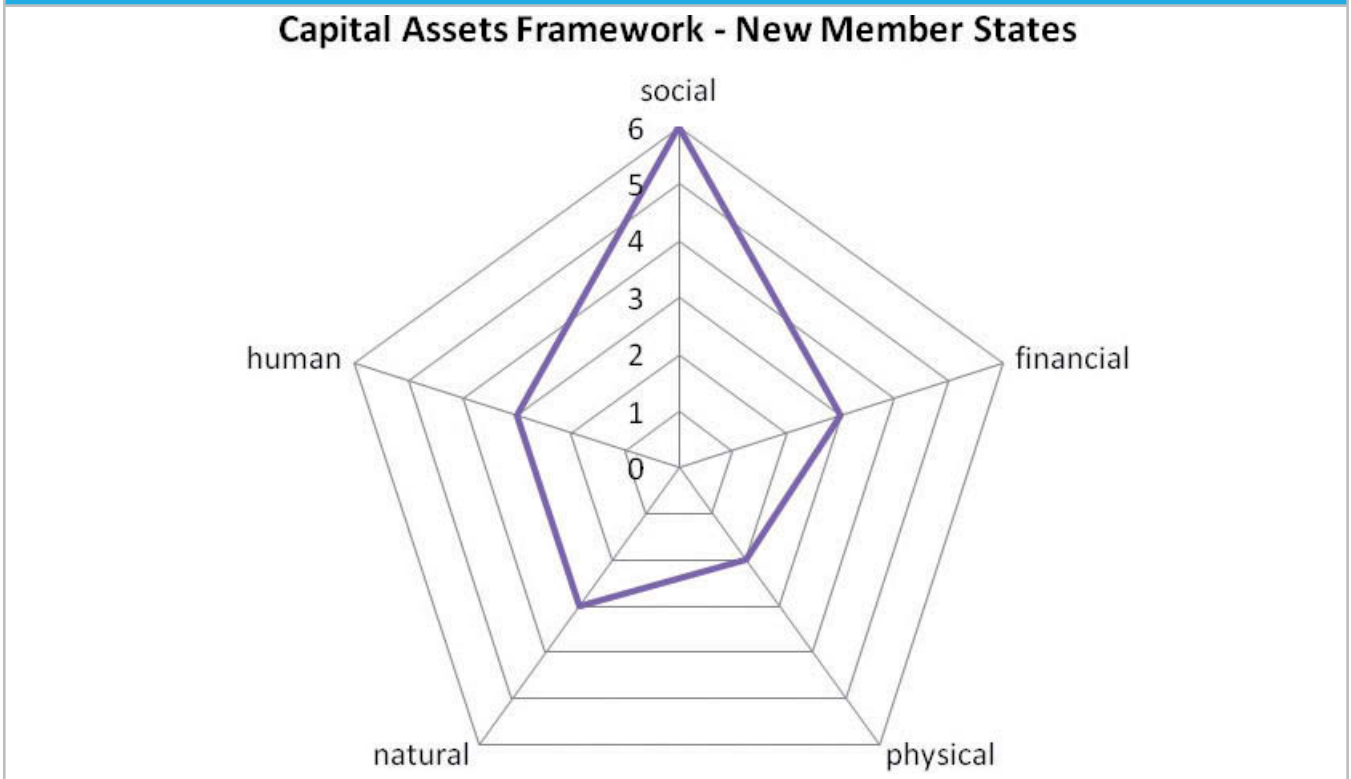 Capital Assets Framework - New Member States
social
6
5
4
3
2
1
0
human
financial
natural
physical